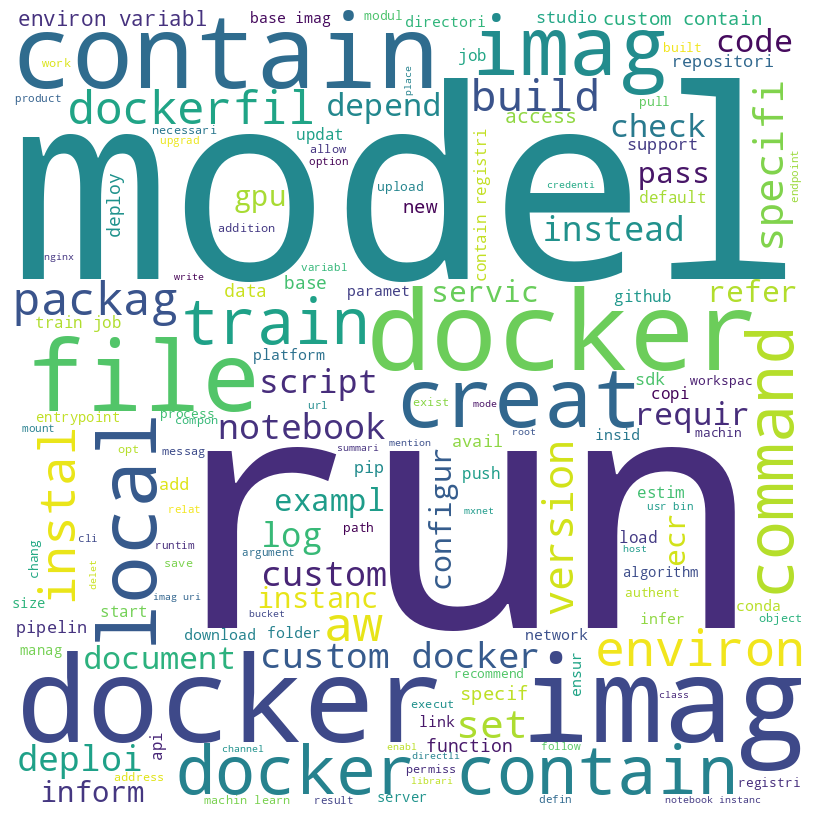 environ variabl
base imag
modul
directori
studio
custom contain
contain
imag
code
work
job
built
repositori
product
place
dockerfil
depend
build
pull
necessari
upgrad
updat
allow
option
access
check
support
specifi
model
deploy
gpu
upload
new
credenti
pass
default
endpoint
addition
contain registri
instead
nginx
write
variabl
packag
data
base
paramet
servic
github
refer
train job
train
docker
file
platform
script
url
creat
sdk
workspac
copi
command
exist
mode
requir
entrypoint
process
compon
notebook
root
machin
mount
local
opt
messag
summari
mention
avail
insid
instal
add
pip
push
version
configur
estim
exampl
path
mxnet
usr bin
ecr
relat
log
run
load
host
chang
cli
runtim
argument
algorithm
delet
save
imag uri
custom
authent
infer
conda
size
start
instanc
bucket
aw
object
pipelin
download
folder
network
environ
manag
document
custom docker
recommend
ensur
docker imag
specif
execut
class
link
set
deploi
api
channel
enabl
function
follow
directli
address
docker contain
permiss
librari
registri
inform
machin learn
result
server
defin
notebook instanc